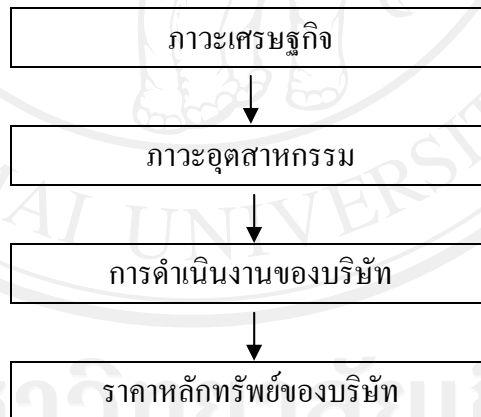 ภาวะเศรษฐกิจ
ภาวะอุตสาหกรรม
AI UNIVERSI
การดำเนินงานของบริษัท
ราคาหลักทรัพย์ของบริษัท